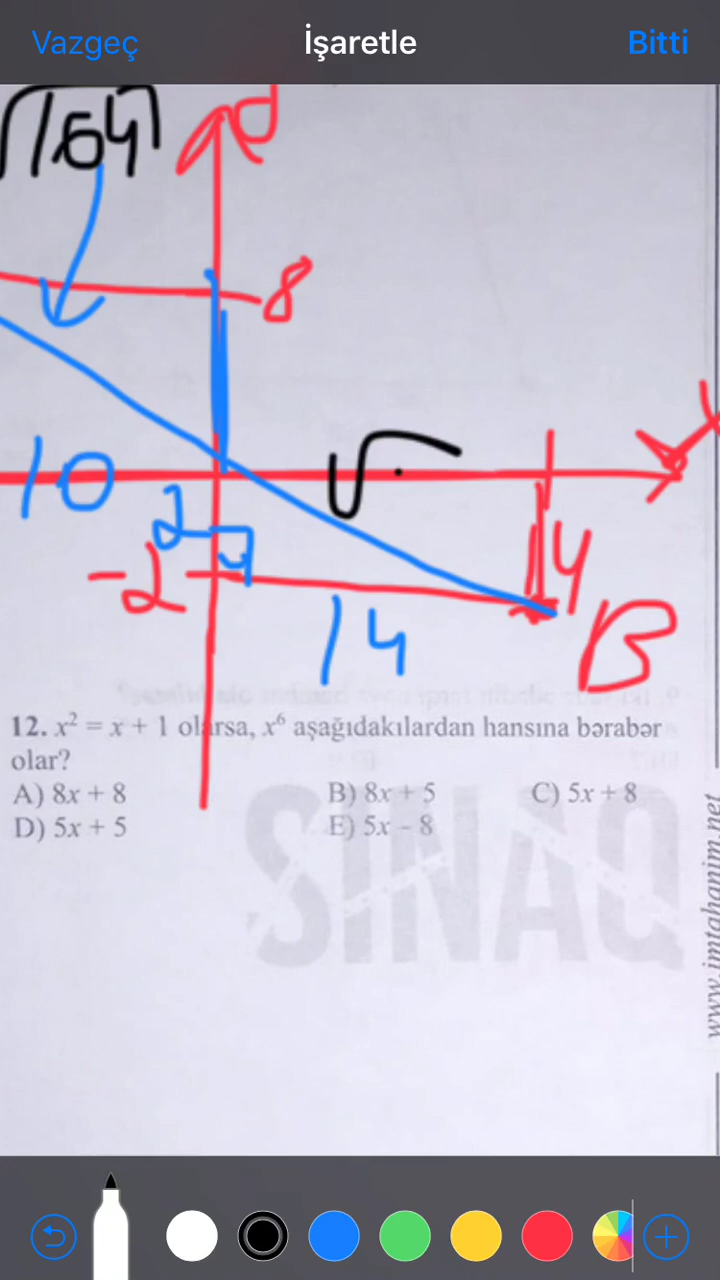 Vazgeç İşaretle Bitti
√164
8
10
2
-2
14
14
B
12. x² = x + 1 olarsa, x⁶ aşağıdakılardan hansına bərabər
olar?
A) 8x + 8 B) 8x + 5 C) 5x + 8
D) 5x + 5 E) 5x - 8
SINAQ
www.imtahanim.net